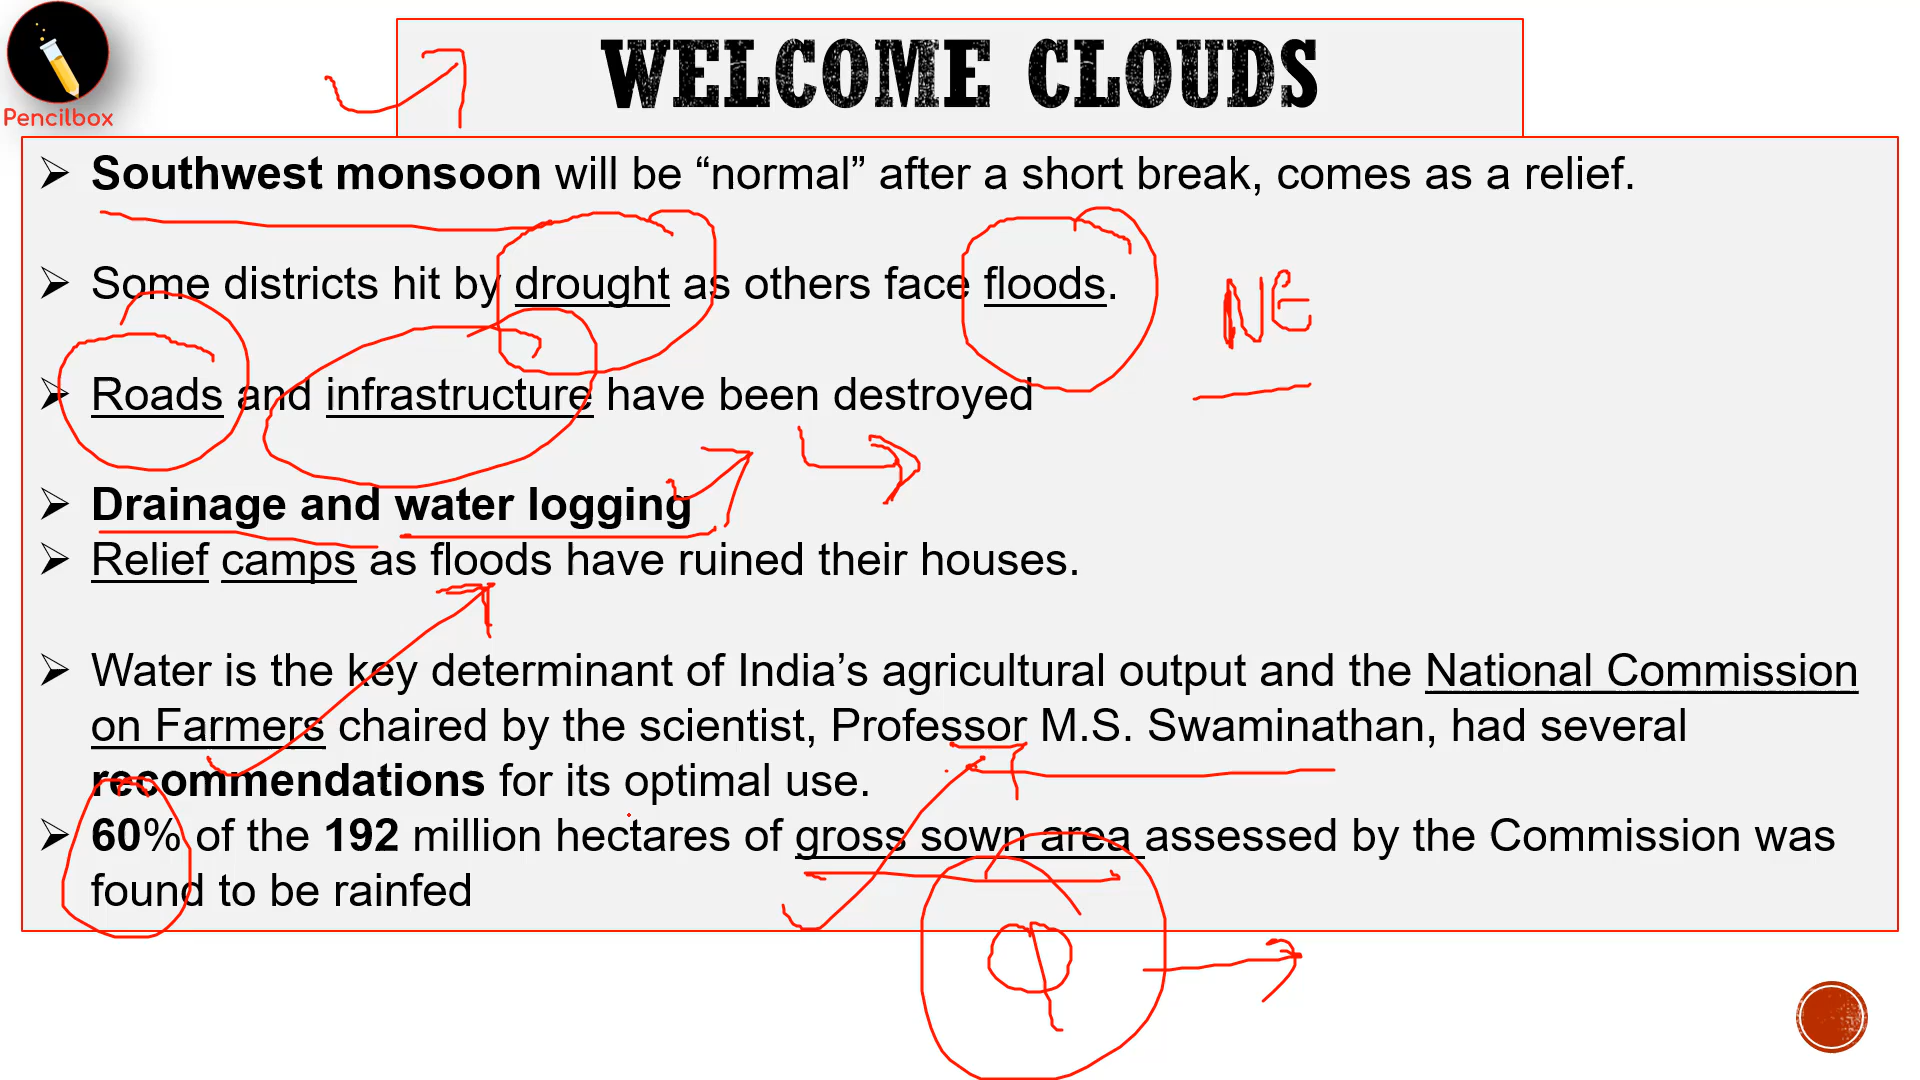 Pencilbox
WELCOME CLOUDS
Southwest monsoon will be “normal” after a short break, comes as a relief.
Some districts hit by drought as others face floods.
NE
Roads and infrastructure have been destroyed
Drainage and water logging
Relief camps as floods have ruined their houses.
Water is the key determinant of India’s agricultural output and the National Commission
on Farmers chaired by the scientist, Professor M.S. Swaminathan, had several
recommendations for its optimal use.
60% of the 192 million hectares of gross sown area assessed by the Commission was
found to be rainfed